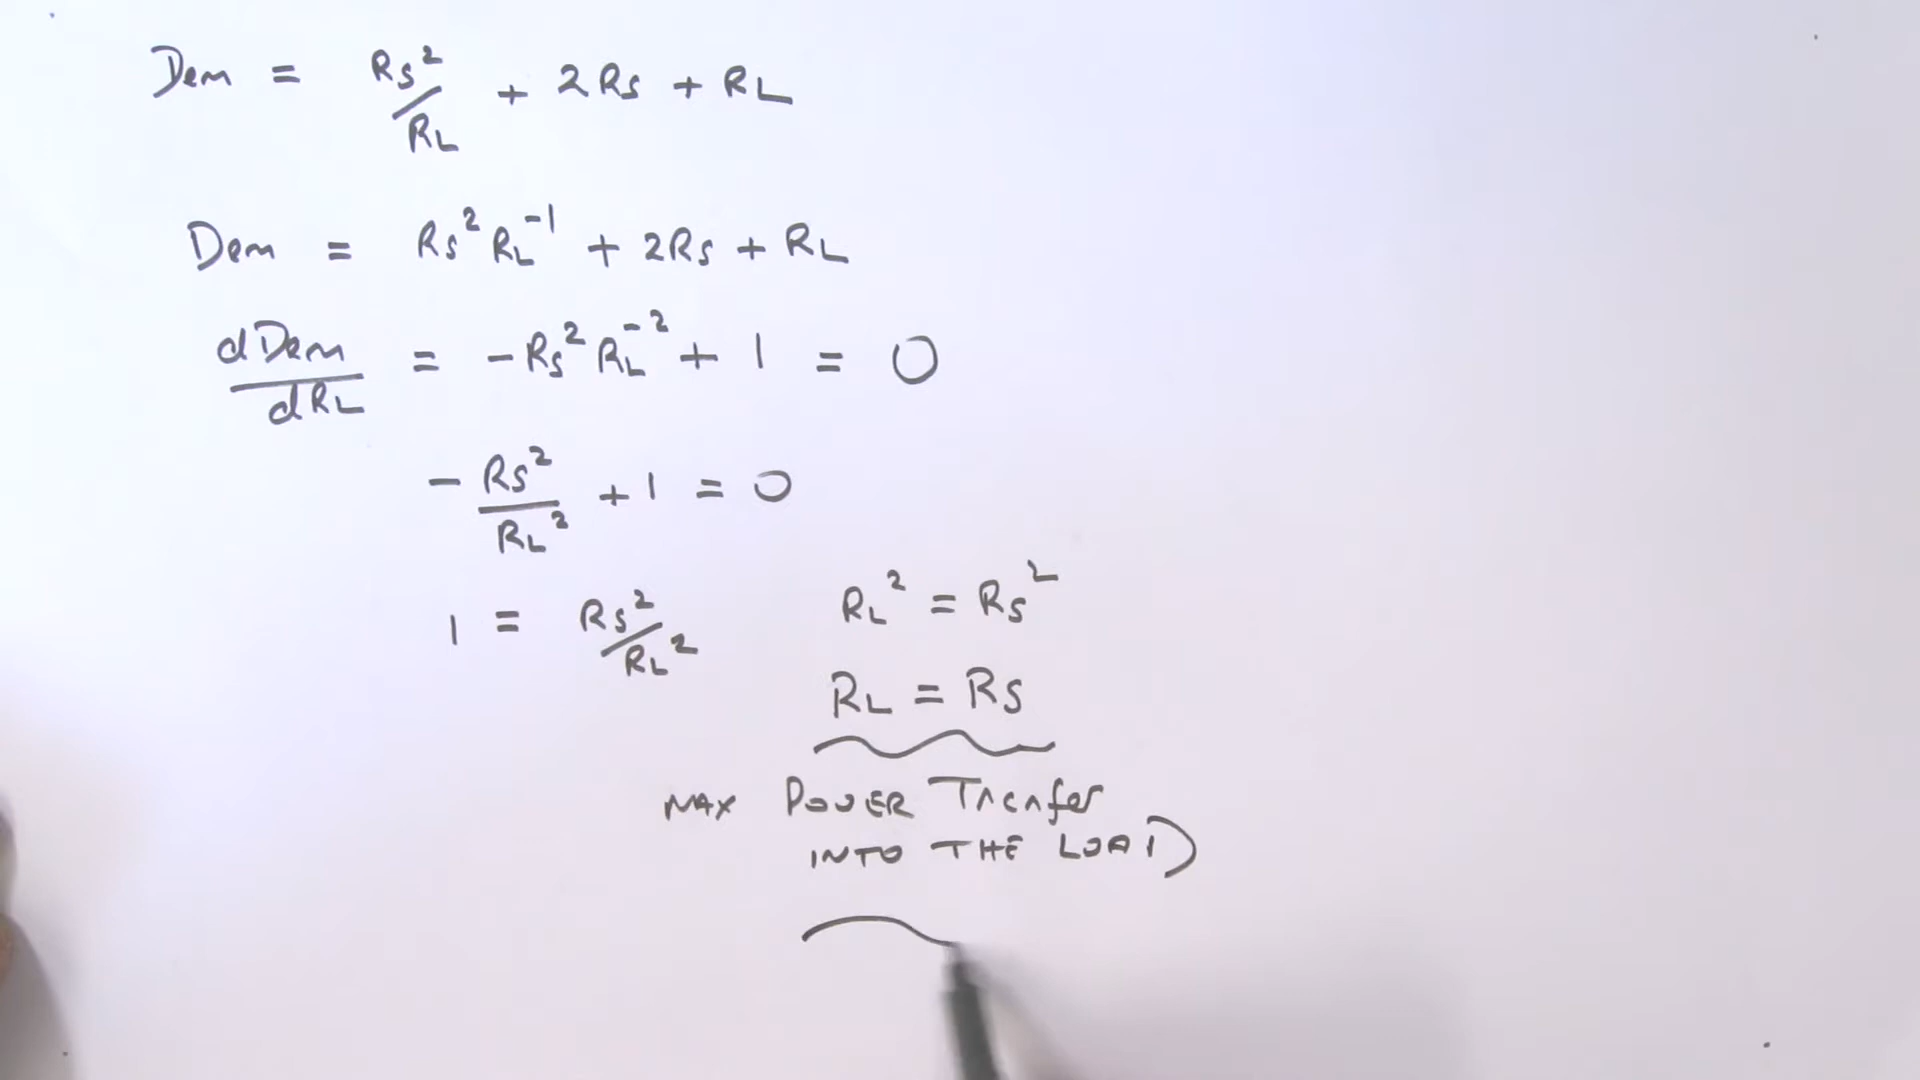 Dem = Rs²/RL + 2Rs + RL
Dem = Rs² RL⁻¹ + 2Rs + RL
dDem/dRL = -Rs² RL⁻² + 1 = 0
- Rs²/RL² + 1 = 0
1 = Rs²/RL²
RL² = Rs²
RL = Rs
MAX POWER Tranfer
INTO THE LOAD